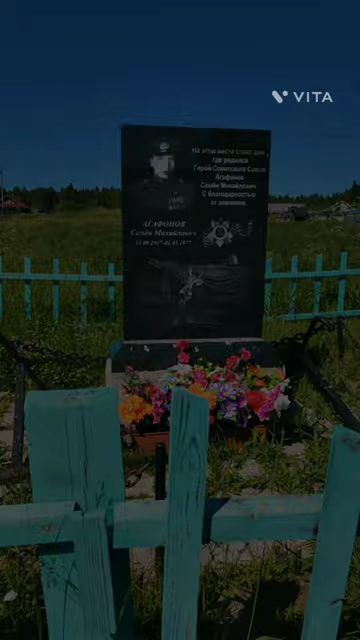 VITA
На этом месте стоял дом
где родился
Герой Советского Союза
Агафонов
Семён Михайлович
С благодарностью
от земляков.
АГАФОНОВ
Семён Михайлович